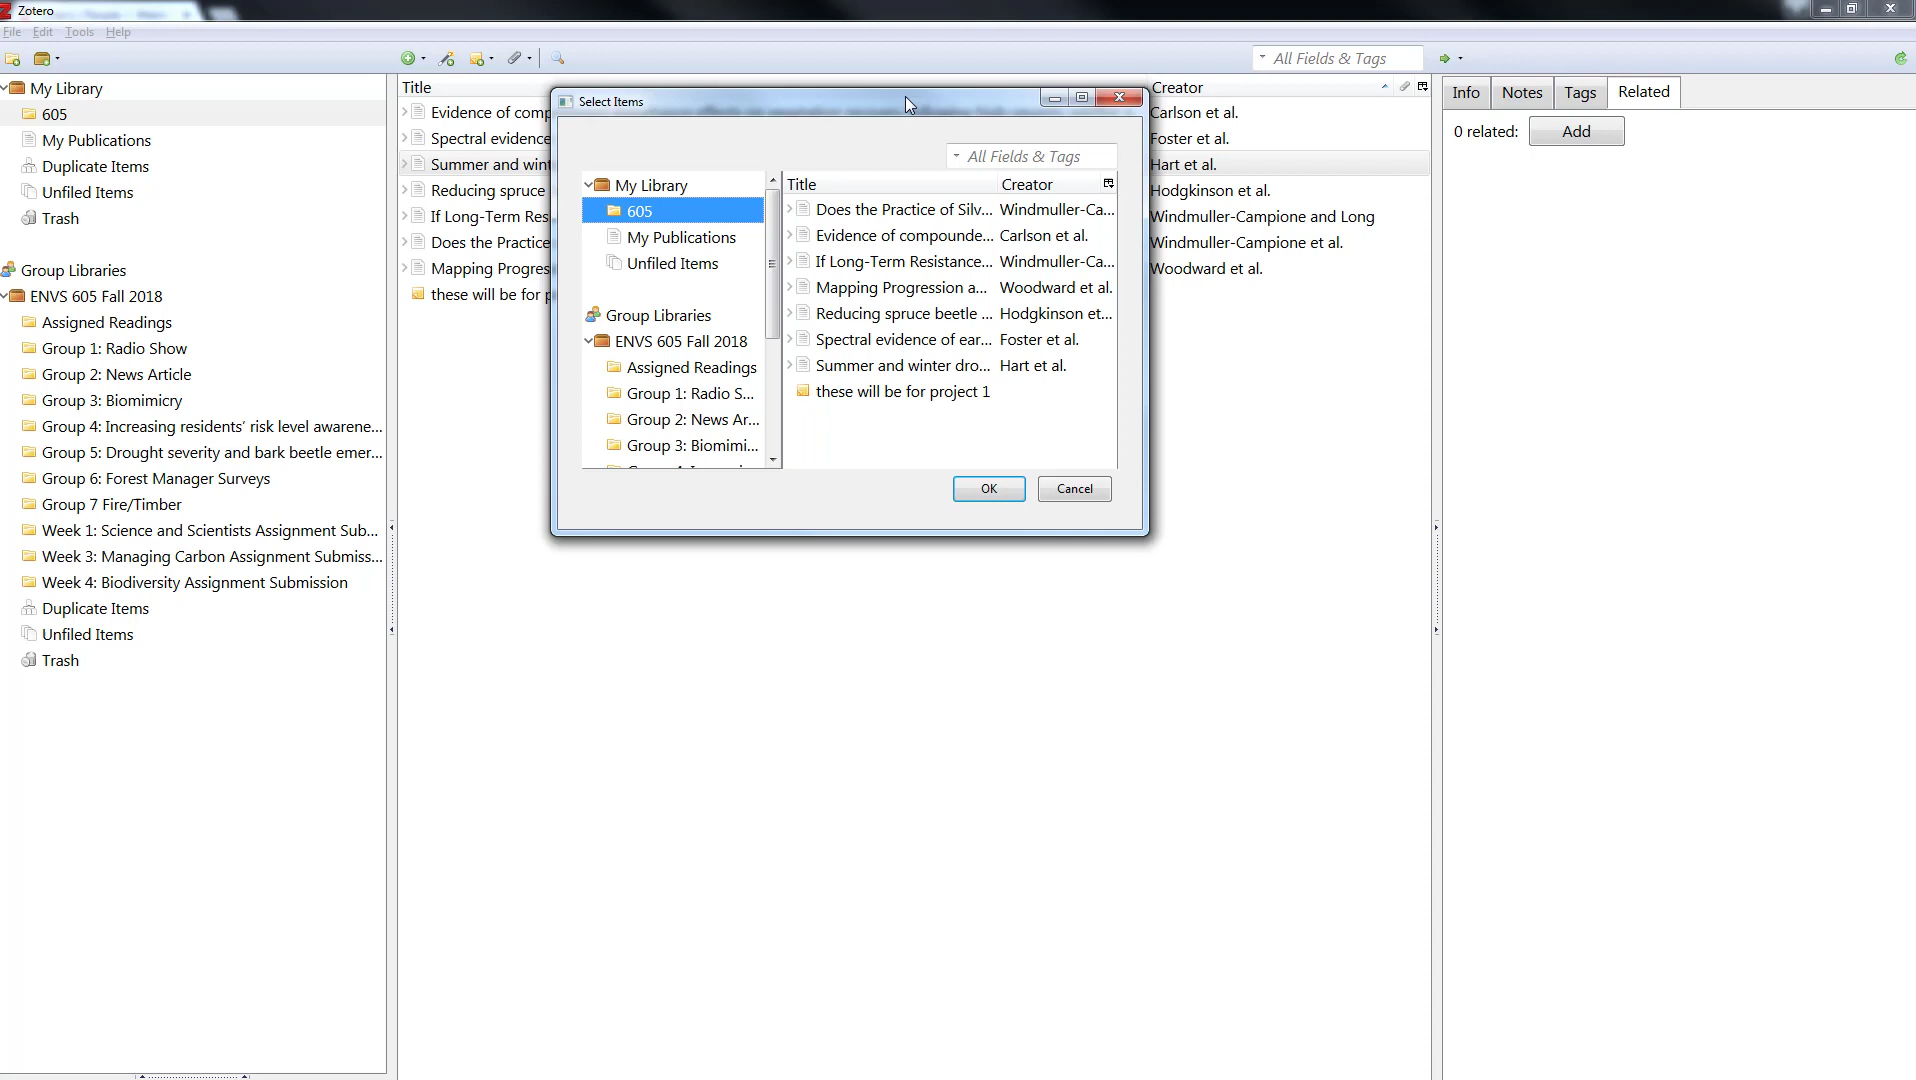 Zotero
File Edit Tools Help
All Fields & Tags
My Library
605
My Publications
Duplicate Items
Unfiled Items
Trash
Group Libraries
ENVS 605 Fall 2018
Assigned Readings
Group 1: Radio Show
Group 2: News Article
Group 3: Biomimicry
Group 4: Increasing residents' risk level awarene...
Group 5: Drought severity and bark beetle emer...
Group 6: Forest Manager Surveys
Group 7 Fire/Timber
Week 1: Science and Scientists Assignment Sub...
Week 3: Managing Carbon Assignment Submiss...
Week 4: Biodiversity Assignment Submission
Duplicate Items
Unfiled Items
Trash
Title Creator
Evidence of comp Carlson et al.
Spectral evidence Foster et al.
Summer and wint Hart et al.
Reducing spruce Hodgkinson et al.
If Long-Term Res Windmuller-Campione and Long
Does the Practice Windmuller-Campione et al.
Mapping Progres Woodward et al.
these will be for p
Select Items
All Fields & Tags
My Library
605
My Publications
Unfiled Items
Group Libraries
ENVS 605 Fall 2018
Assigned Readings
Group 1: Radio S...
Group 2: News Ar...
Group 3: Biomimi...
Title Creator
Does the Practice of Silv... Windmuller-Ca...
Evidence of compounde... Carlson et al.
If Long-Term Resistance... Windmuller-Ca...
Mapping Progression a... Woodward et al.
Reducing spruce beetle ... Hodgkinson et...
Spectral evidence of ear... Foster et al.
Summer and winter dro... Hart et al.
these will be for project 1
OK Cancel
Info Notes Tags Related
0 related: Add